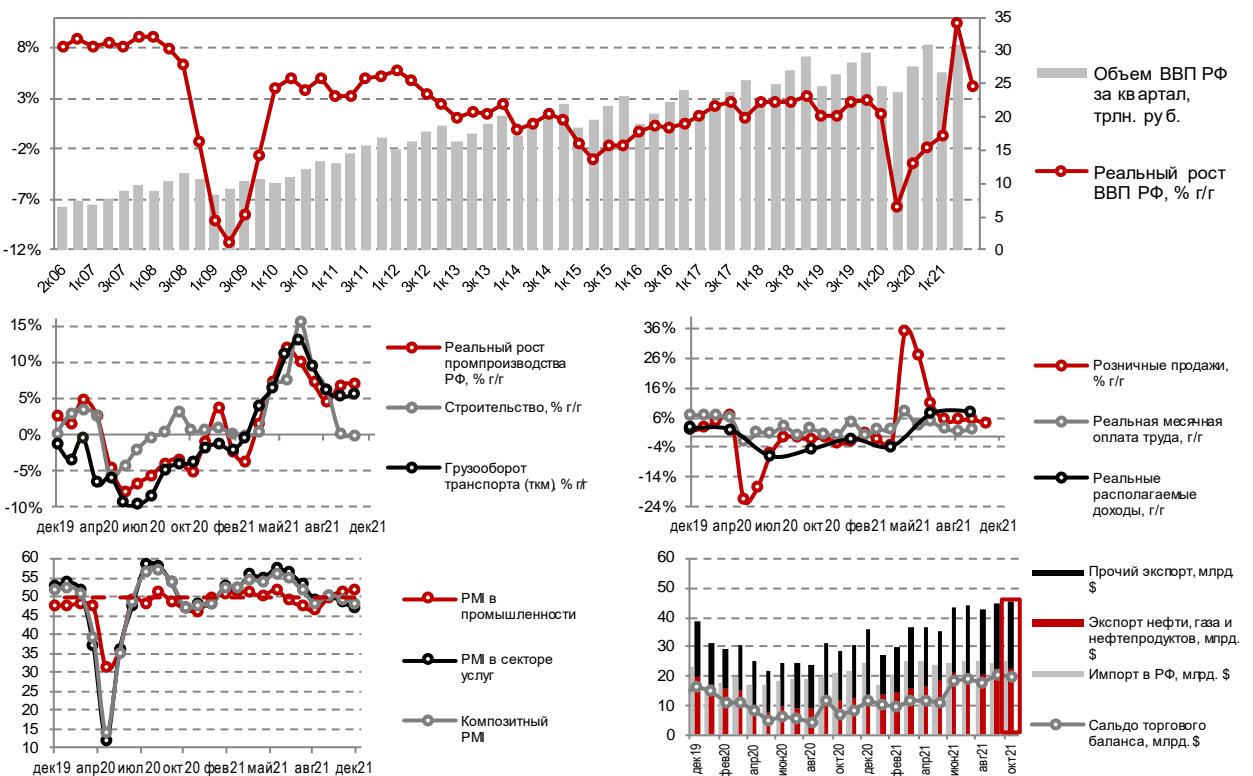 8%
3%
-2%
-7%
-12%
35
30
25
20
15
10
5
0
2к06 1к07 3к07 1к08 3к08 1к09 3к09 1к10 3к10 1к11 3к11 1к12 3к12 1к13 3к13 1к14 3к14 1к15 3к15 1к16 3к16 1к17 3к17 1к18 3к18 1к19 3к19 1к20 3к20 1к21
Объем ВВП РФ
за квартал,
трлн. руб.
Реальный рост
ВВП РФ, % г/г
15%
10%
5%
0%
-5%
-10%
дек19 апр20 июл20 окт20 фев21 май21 авг21 дек21
Реальный рост
промпроизводства
РФ, % г/г
Строительство, % г/г
Грузооборот
транспорта (ткм), % г/г
36%
26%
16%
6%
-4%
-14%
-24%
дек19 апр20 июл20 окт20 фев21 май21 авг21 дек21
Розничные продажи,
% г/г
Реальная месячная
оплата труда, г/г
Реальные
располагаемые
доходы, г/г
60
55
50
45
40
35
30
25
20
15
10
дек19 апр20 июл20 окт20 фев21 май21 авг21 дек21
PMI в
промышленности
PMI в секторе
услуг
Композитный
PMI
60
50
40
30
20
10
0
дек19 фев20 апр20 июн20 авг20 окт20 дек20 фев21 апр21 июн21 авг21 окт21
Прочий экспорт, млрд.
$
Экспорт нефти, газа и
нефтепродуктов, млрд.
$
Импорт в РФ, млрд. $
Сальдо торгового
баланса, млрд. $